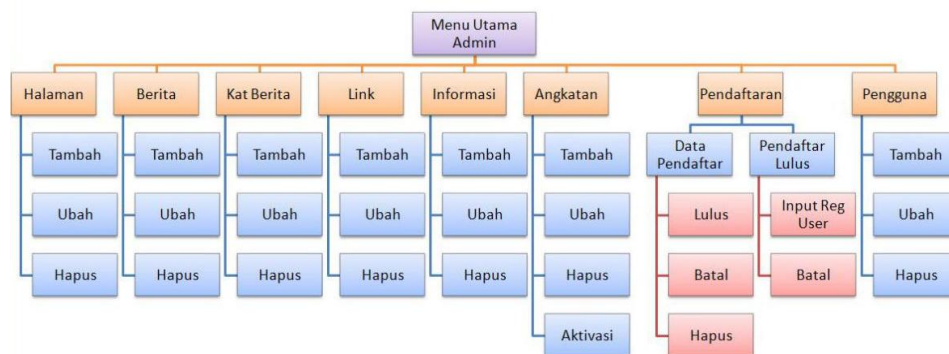 Menu Utama
Admin
Halaman
Berita
Kat Berita
Link
Informasi
Angkatan
Pendaftaran
Pengguna
Tambah
Ubah
Hapus
Tambah
Ubah
Hapus
Tambah
Ubah
Hapus
Tambah
Ubah
Hapus
Tambah
Ubah
Hapus
Tambah
Ubah
Hapus
Aktivasi
Data
Pendaftar
Lulus
Batal
Hapus
Pendaftar
Lulus
Input Reg
User
Batal
Tambah
Ubah
Hapus